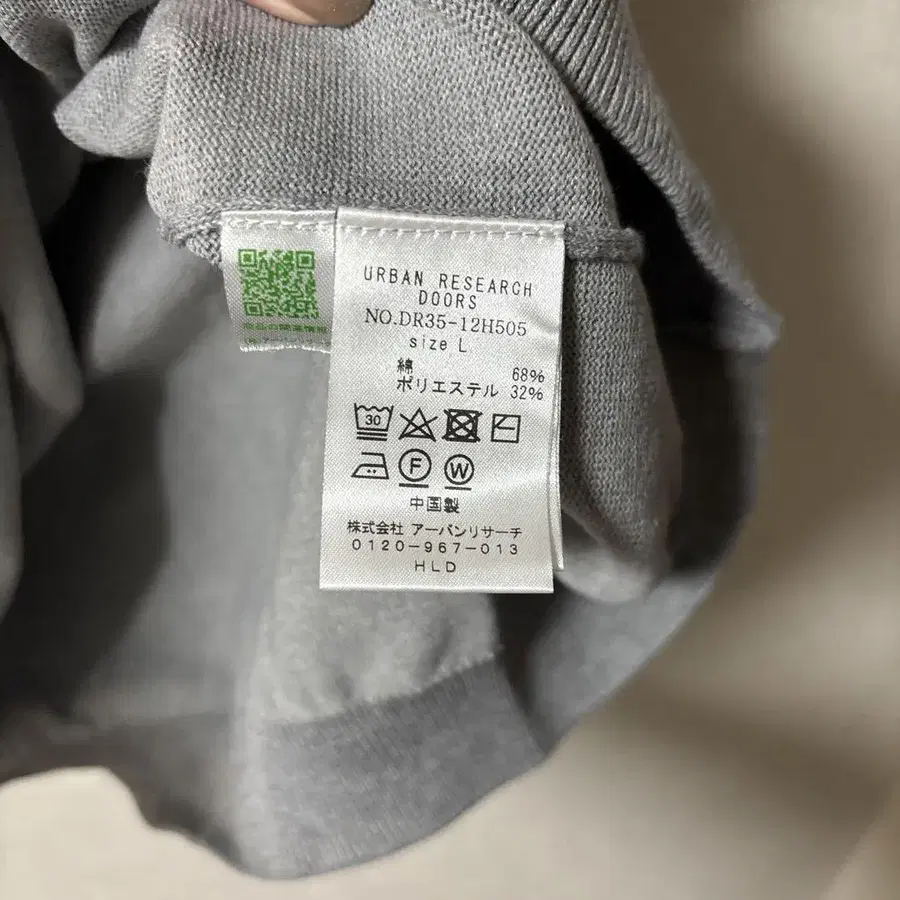 URBAN RESEARCH
DOORS
NO.DR35-12H505
size L
綿 68%
ポリエステル 32%
30
F W
中国製
株式会社 アーバンリサーチ
0120-967-013
HLD